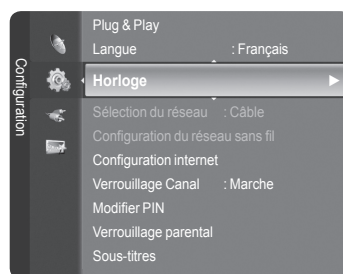 Configuration
Plug & Play
Langue : Français
Horloge
Sélection du réseau : Câble
Configuration du réseau sans fil
Configuration internet
Verrouillage Canal : Marche
Modifier PIN
Verrouillage parental
Sous-titres